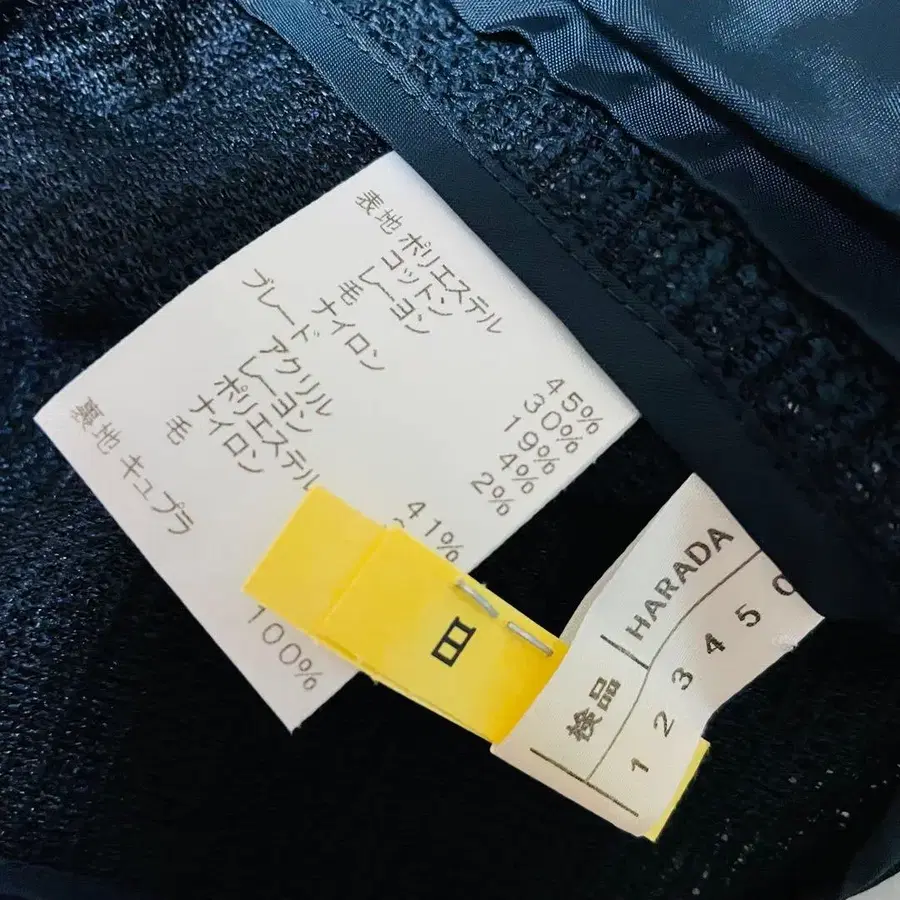 表地 ポリエステル 45%
コットン 30%
レーヨン 19%
毛 4%
ナイロン 2%
ブレード
アクリル 41%
レーヨン
ポリエステル
毛
ナイロン
裏地 キュプラ 100%
検品 HARADA
1 2 3 4 5 0